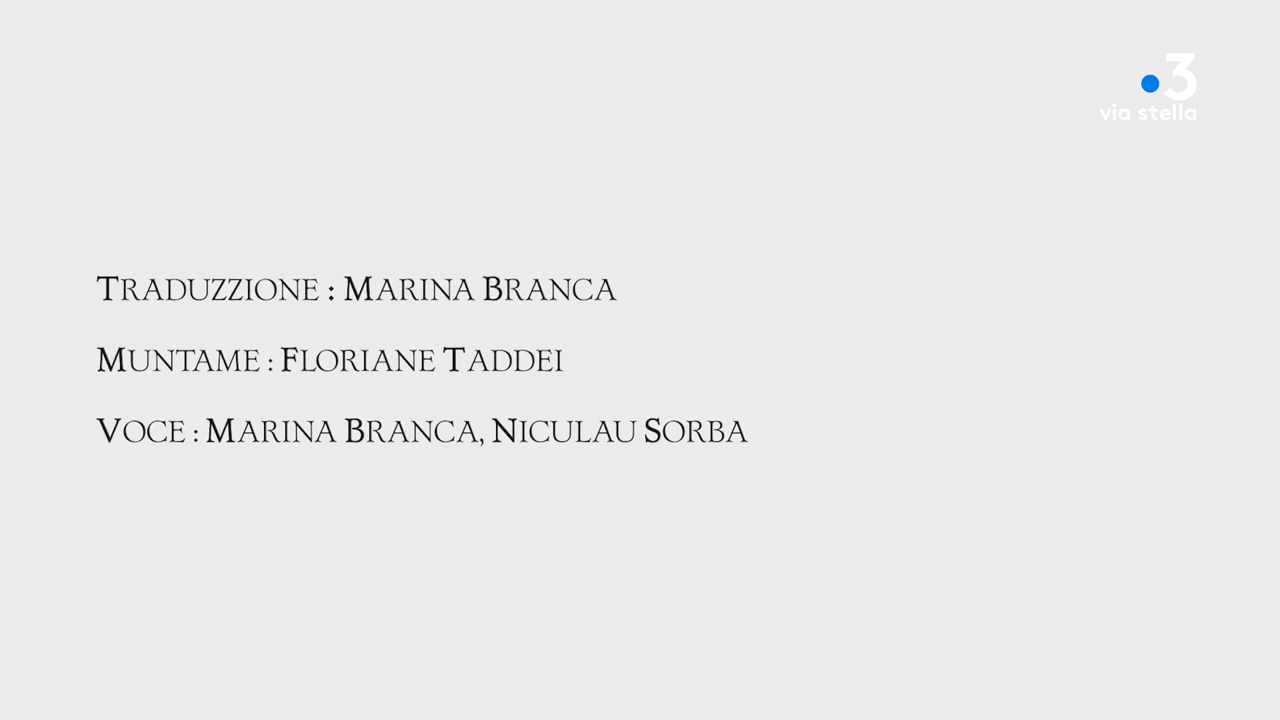 3
via stella
Traduzzione : Marina Branca
Muntame : Floriane Taddei
Voce : Marina Branca, Niculau Sorba